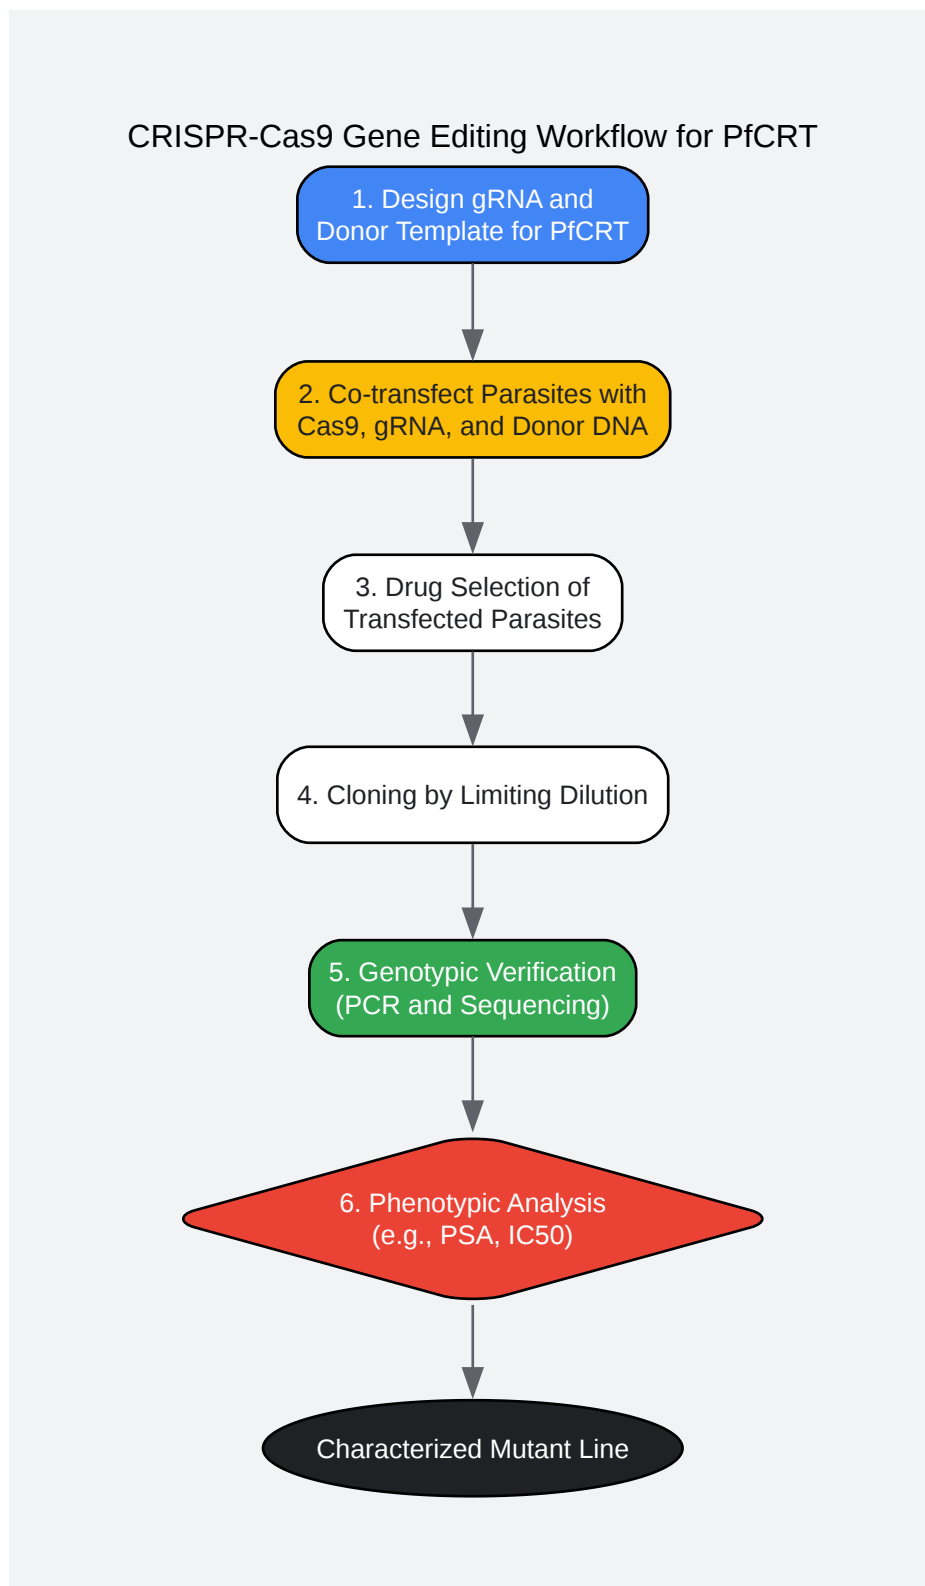 CRISPR-Cas9 Gene Editing Workflow for PfCRT
1. Design gRNA and
Donor Template for PfCRT
2. Co-transfect Parasites with
Cas9, gRNA, and Donor DNA
3. Drug Selection of
Transfected Parasites
4. Cloning by Limiting Dilution
5. Genotypic Verification
(PCR and Sequencing)
6. Phenotypic Analysis
(e.g., PSA, IC50)
Characterized Mutant Line